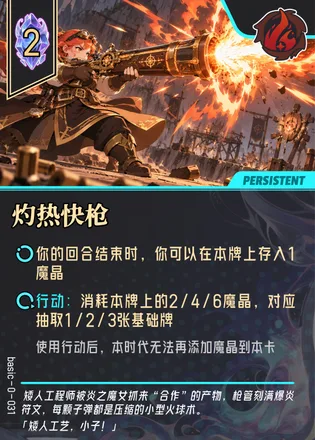 2
PERSISTENT
灼热快枪
你的回合结束时，你可以在本牌上存入1
魔晶
行动：消耗本牌上的2/4/6魔晶，对应
抽取1/2/3张基础牌
使用行动后，本时代无法再添加魔晶到本卡
矮人工程师被炎之魔女抓来“合作”的产物，枪管刻满爆炎
符文，每颗子弹都是压缩的小型火球术。
「矮人工艺，小子！」
basic-0-031